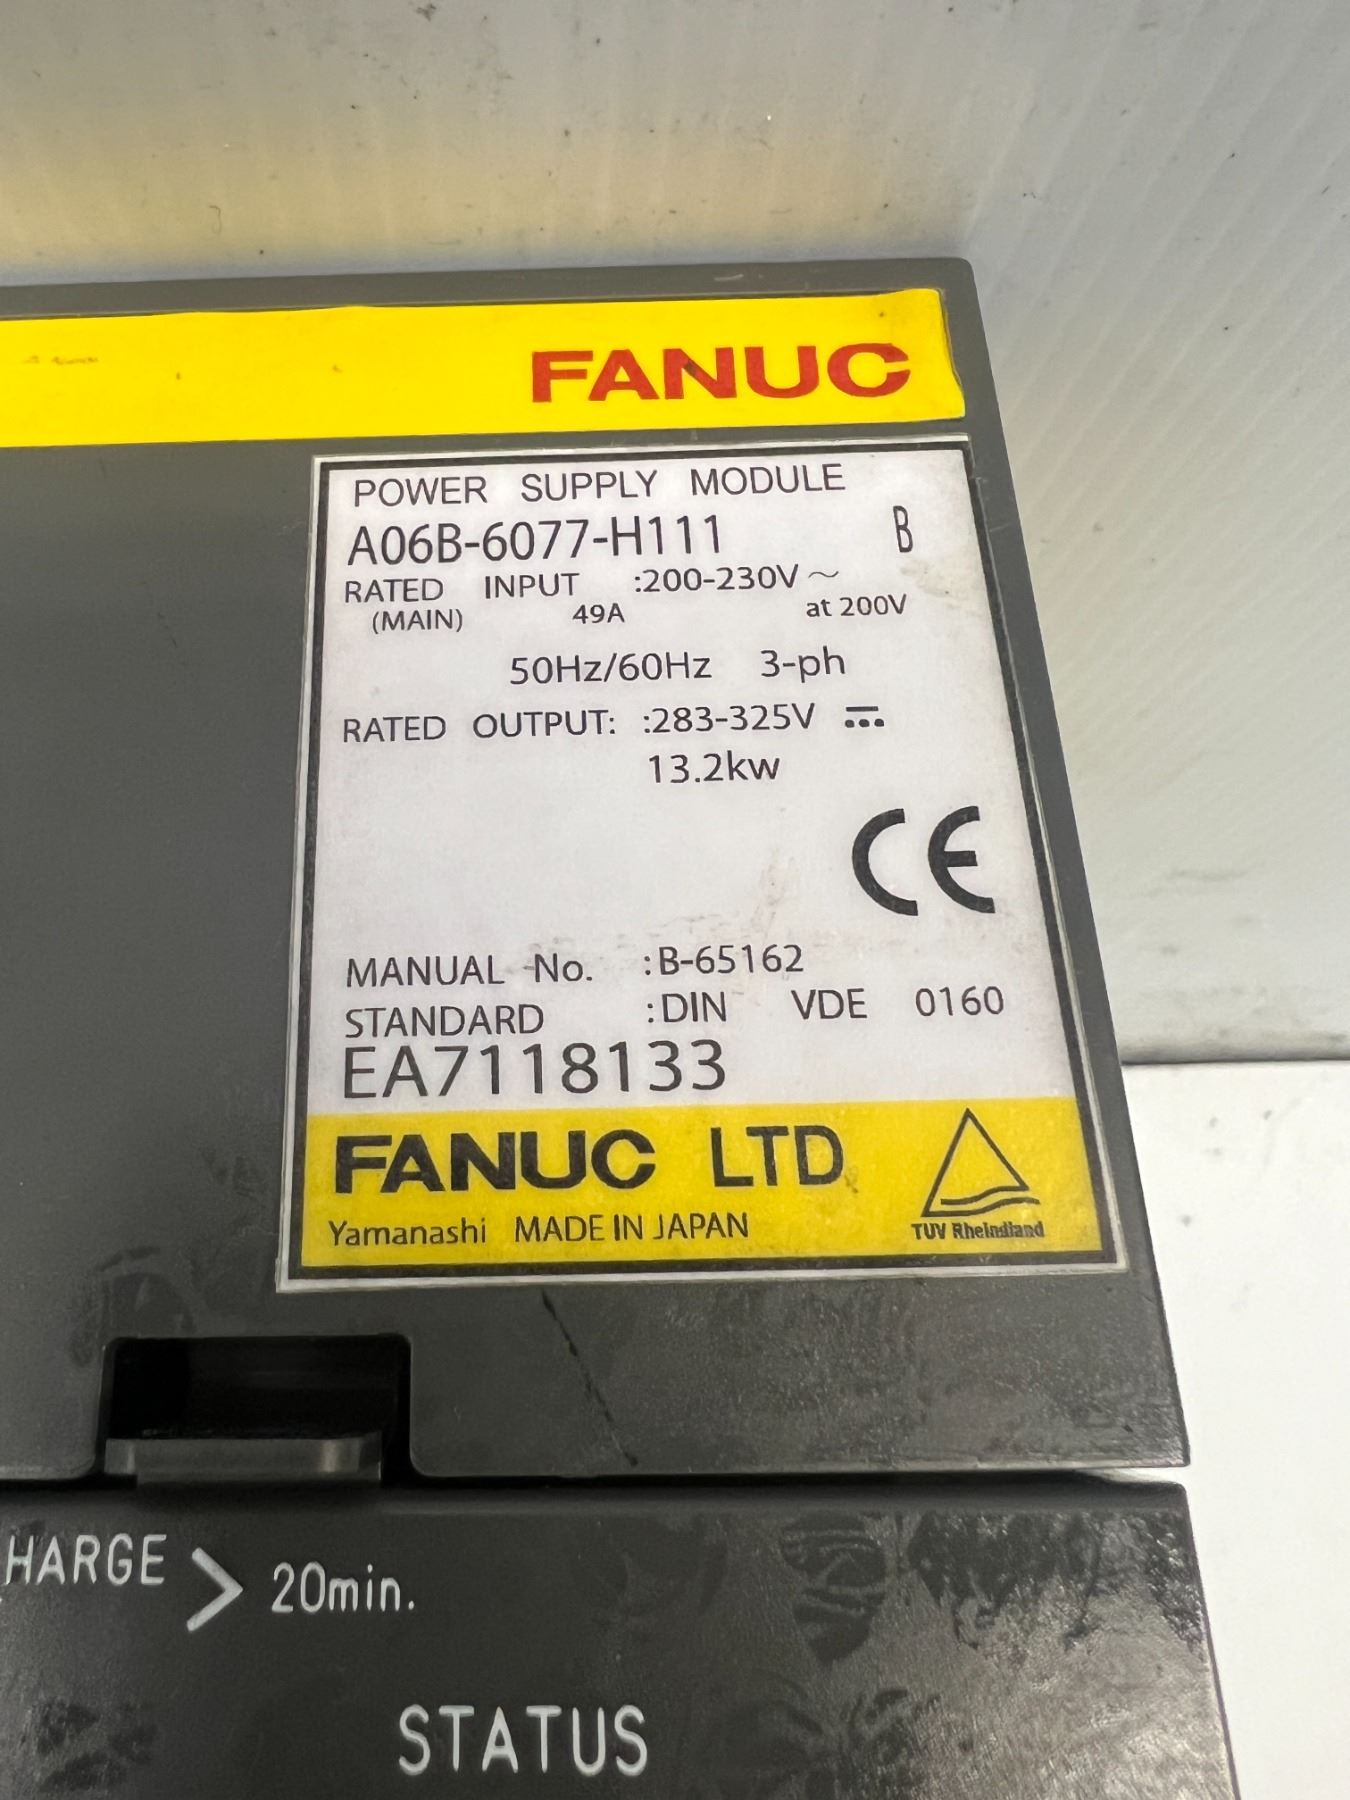 FANUC
POWER SUPPLY MODULE
A06B-6077-H111 B
RATED INPUT :200-230V ~
(MAIN) 49A at 200V
50Hz/60Hz 3-ph
RATED OUTPUT: :283-325V ⎓
13.2kw
CE
MANUAL No. :B-65162
STANDARD :DIN VDE 0160
EA7118133
FANUC LTD
Yamanashi MADE IN JAPAN
TUV Rheindland
HARGE > 20min.
STATUS